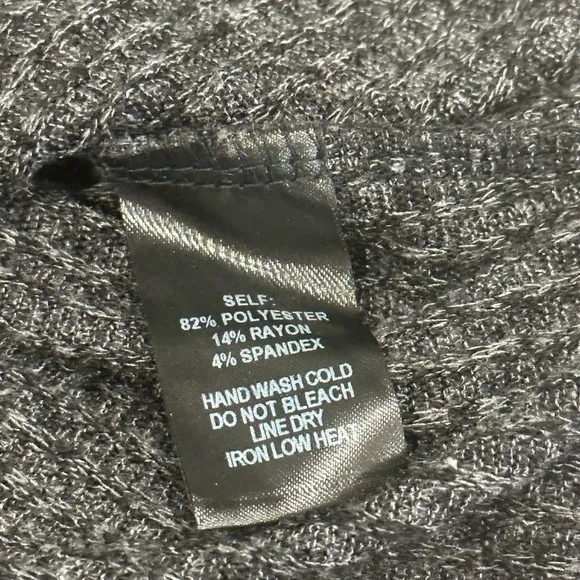 SELF:
82% POLYESTER
14% RAYON
4% SPANDEX
HAND WASH COLD
DO NOT BLEACH
LINE DRY
IRON LOW HEAT